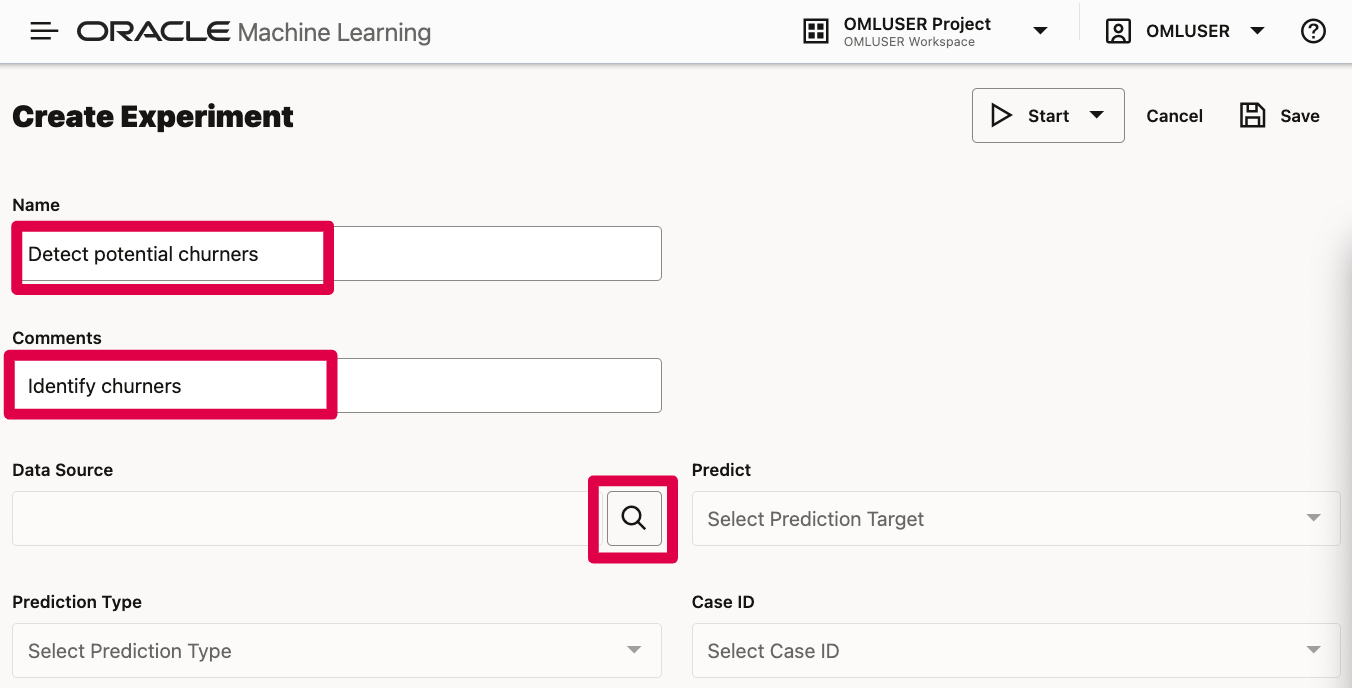 ORACLE Machine Learning
OMLUSER Project
OMLUSER Workspace
OMLUSER
Create Experiment
Start
Cancel
Save
Name
Detect potential churners
Comments
Identify churners
Data Source
Predict
Select Prediction Target
Prediction Type
Case ID
Select Prediction Type
Select Case ID